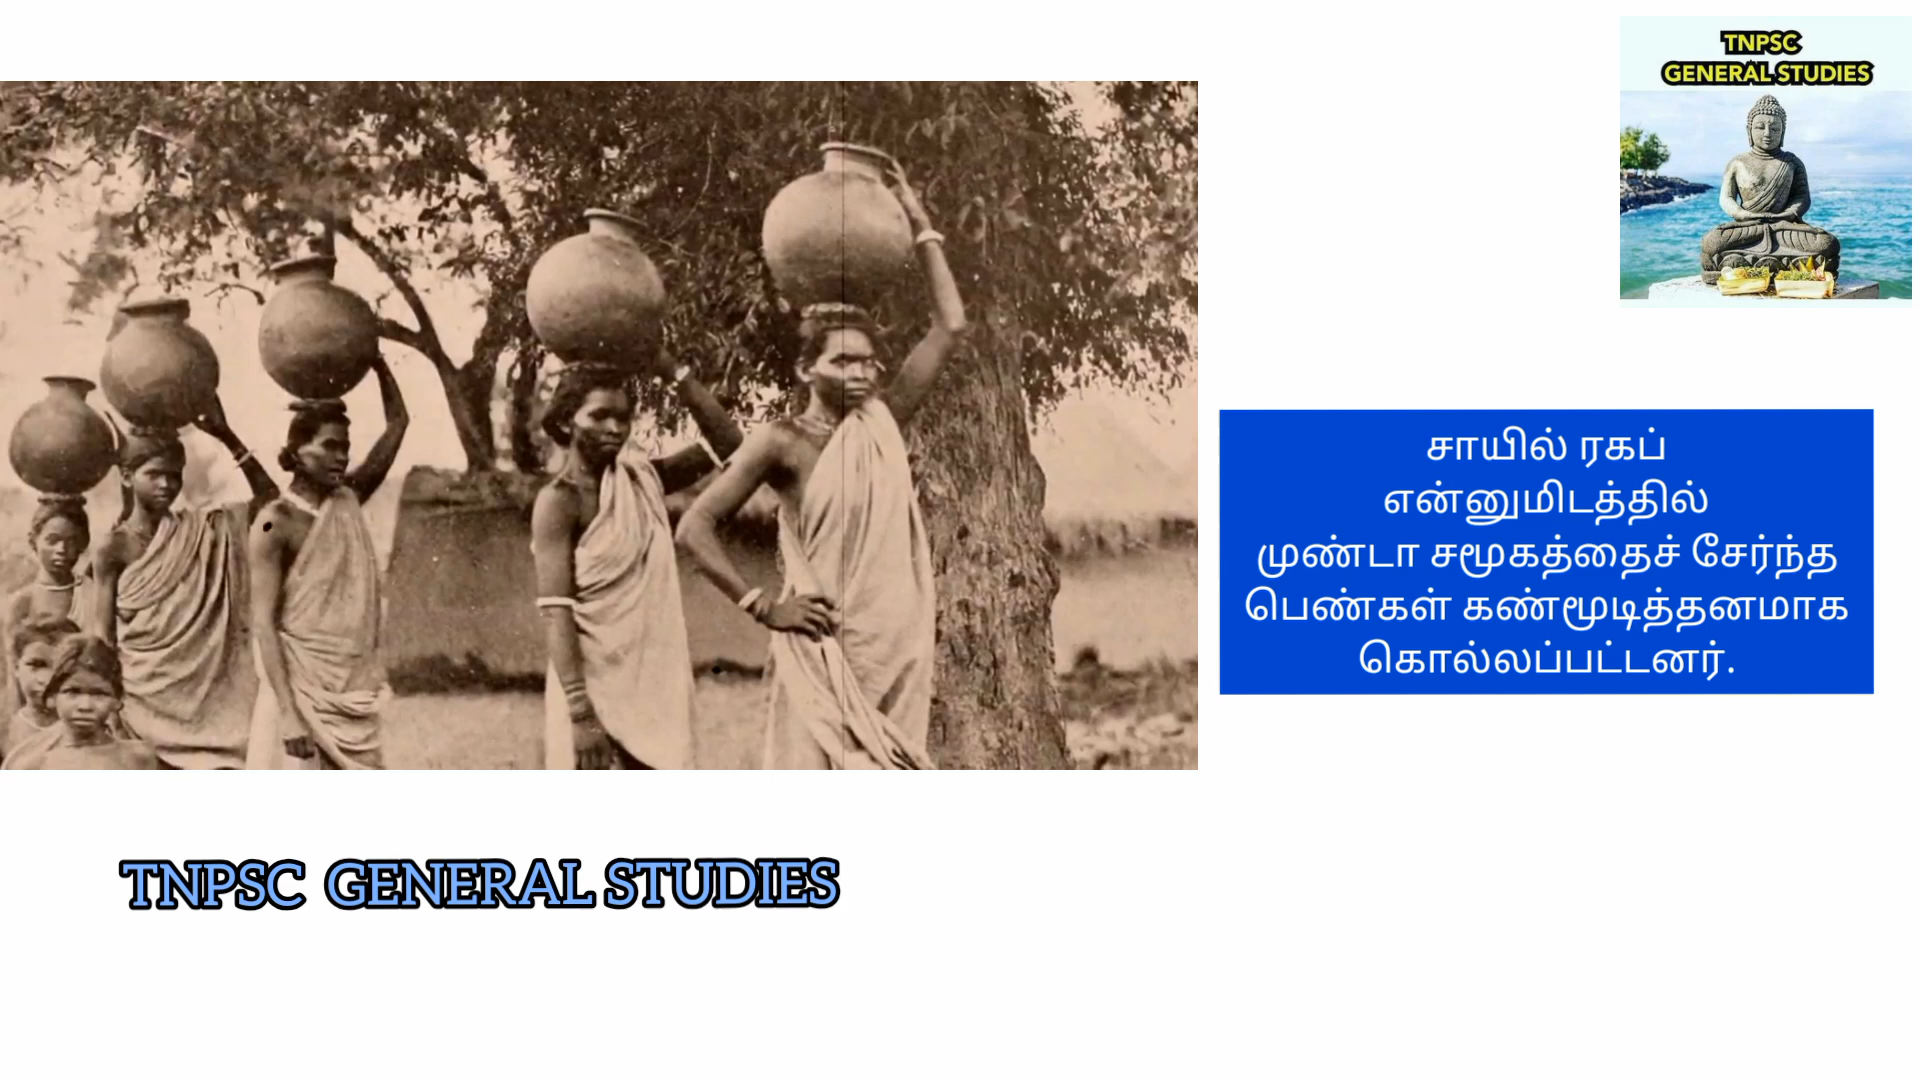 TNPSC
GENERAL STUDIES
சாயில் ரகப்
என்னுமிடத்தில்
முண்டா சமூகத்தைச் சேர்ந்த
பெண்கள் கண்மூடித்தனமாக
கொல்லப்பட்டனர்.
TNPSC GENERAL STUDIES